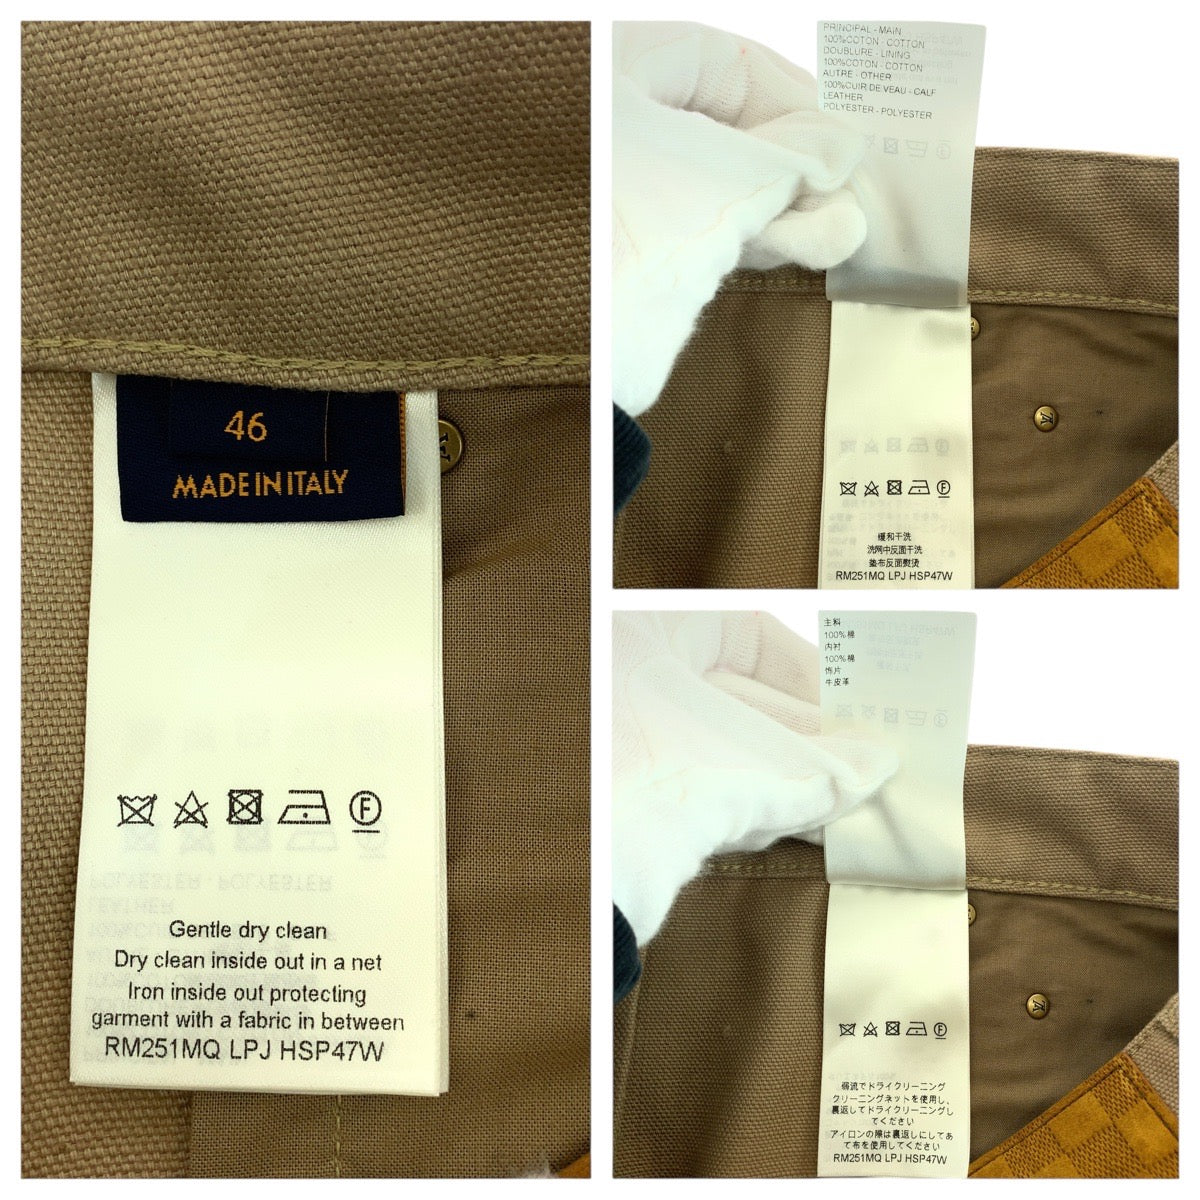 46
MADE IN ITALY
F
Gentle dry clean
Dry clean inside out in a net
Iron inside out protecting
garment with a fabric in between
RM251MQ LPJ HSP47W
PRINCIPAL - MAIN
100%COTON - COTTON
DOUBLURE - LINING
100%COTON - COTTON
AUTRE - OTHER
100%CUIR DE VEAU - CALF
LEATHER
POLYESTER - POLYESTER
F
缓和干洗
洗网中反面干洗
垫布反面熨烫
RM251MQ LPJ HSP47W
主料
100%棉
内衬
100%棉
饰片
牛皮革
F
弱流でドライクリーニング
クリーニングネットを使用し、
裏返してドライクリーニングし
てください
アイロンの際は裏返しにしてあ
て布を使用してください
RM251MQ LPJ HSP47W